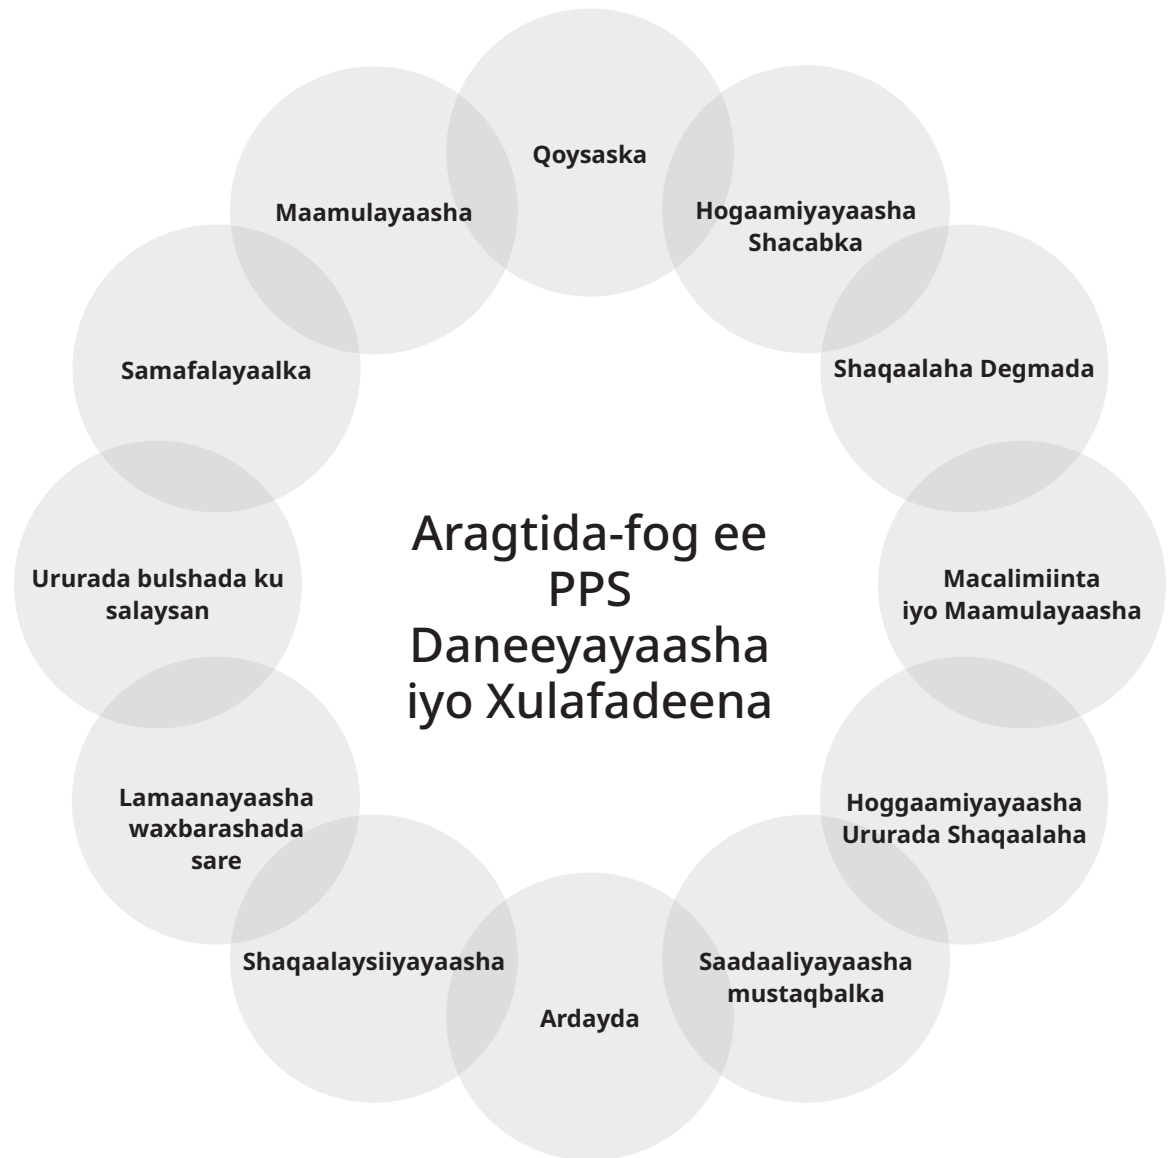 Qoysaska
Hogaamiyayaasha
Shacabka
Shaqaalaha Degmada
Macalimiinta
iyo Maamulayaasha
Hoggaamiyayaasha
Ururada Shaqaalaha
Saadaaliyayaasha
mustaqbalka
Ardayda
Shaqaalaysiiyayaasha
Lamaanayaasha
waxbarashada
sare
Ururada bulshada ku
salaysan
Samafalayaalka
Maamulayaasha
Aragtida-fog ee
PPS
Daneeyayaasha
iyo Xulafadeena